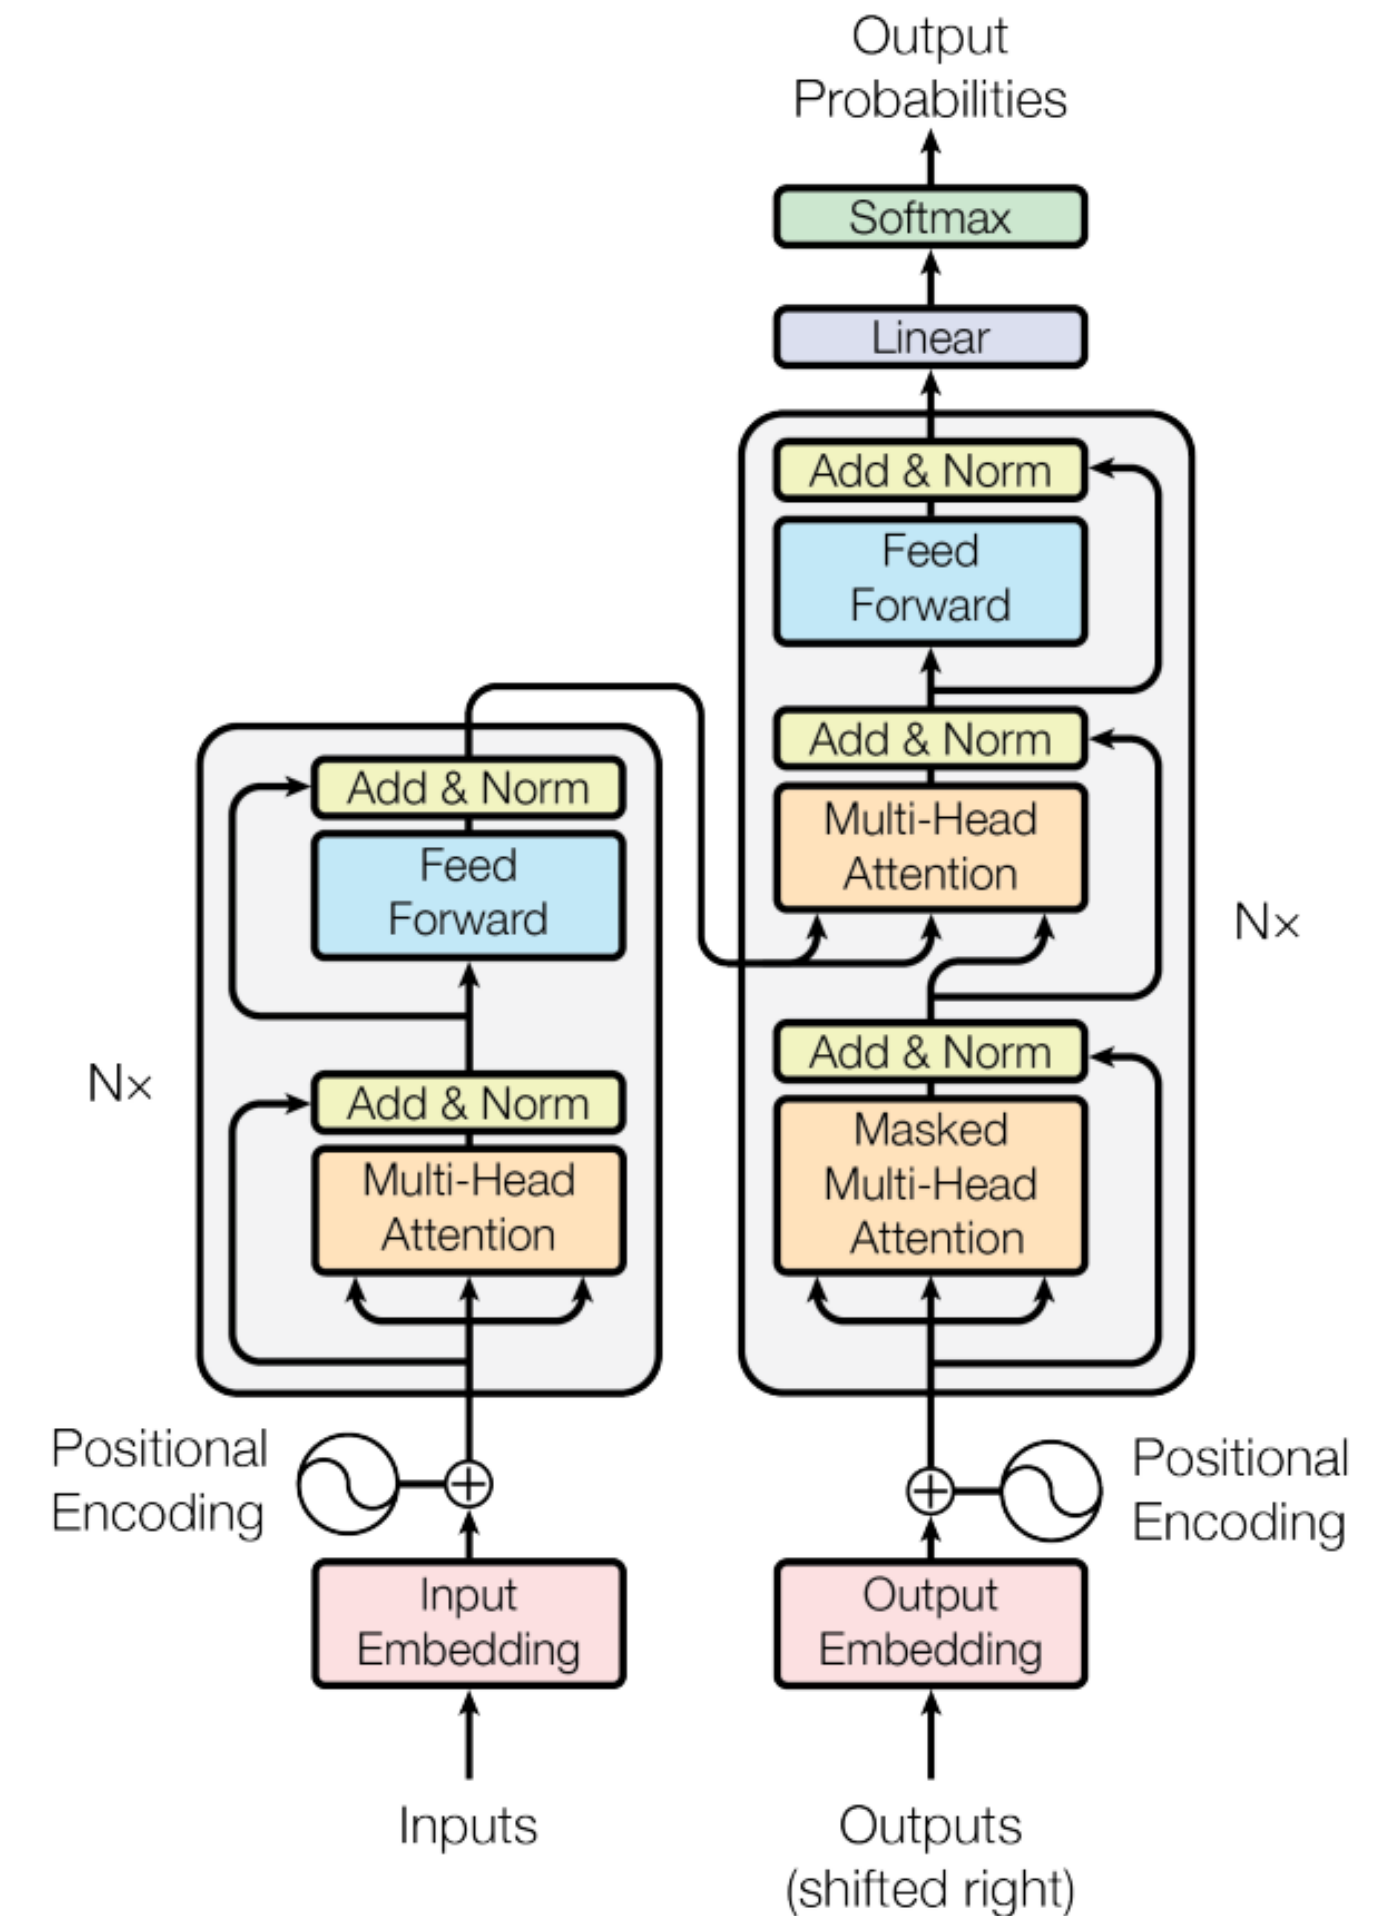 Output
Probabilities
Softmax
Linear
Add & Norm
Feed
Forward
Add & Norm
Multi-Head
Attention
N×
Add & Norm
Masked
Multi-Head
Attention
Add & Norm
Feed
Forward
N×
Add & Norm
Multi-Head
Attention
Positional
Encoding
Positional
Encoding
Input
Embedding
Output
Embedding
Inputs
Outputs
(shifted right)